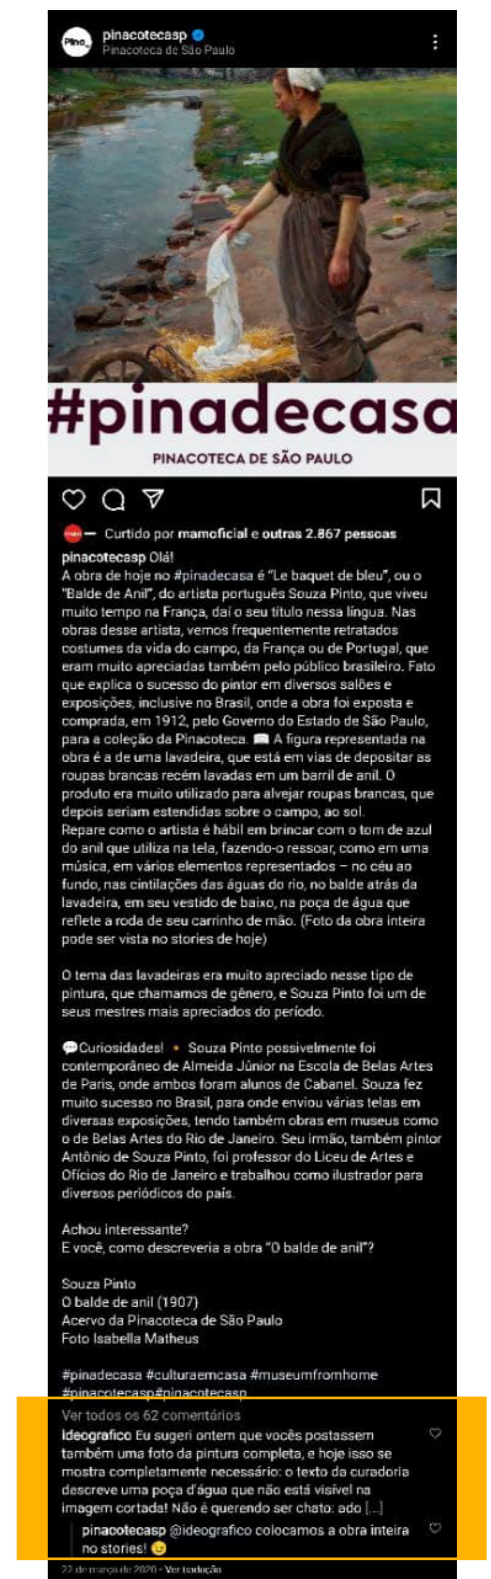 Pina_
pinacotecasp
Pinacoteca de São Paulo
#pinadecasa
PINACOTECA DE SÃO PAULO
Curtido por mamoficial e outras 2.867 pessoas
pinacotecasp Olá!
A obra de hoje no #pinadecasa é “Le baquet de bleu”, ou o
"Balde de Anil”, do artista português Souza Pinto, que viveu
muito tempo na França, daí o seu título nessa língua. Nas
obras desse artista, vemos frequentemente retratados
costumes da vida do campo, da França ou de Portugal, que
eram muito apreciadas também pelo público brasileiro. Fato
que explica o sucesso do pintor em diversos salões e
exposições, inclusive no Brasil, onde a obra foi exposta e
comprada, em 1912, pelo Governo do Estado de São Paulo,
para a coleção da Pinacoteca. 📖 A figura representada na
obra é a de uma lavadeira, que está em vias de depositar as
roupas brancas recém lavadas em um barril de anil. O
produto era muito utilizado para alvejar roupas brancas, que
depois seriam estendidas sobre o campo, ao sol.
Repare como o artista é hábil em brincar com o tom de azul
do anil que utiliza na tela, fazendo-o ressoar, como em uma
música, em vários elementos representados – no céu ao
fundo, nas cintilações das águas do rio, no balde atrás da
lavadeira, em seu vestido de baixo, na poça de água que
reflete a roda de seu carrinho de mão. (Foto da obra inteira
pode ser vista no stories de hoje)
O tema das lavadeiras era muito apreciado nesse tipo de
pintura, que chamamos de gênero, e Souza Pinto foi um de
seus mestres mais apreciados do período.
💬Curiosidades! 🔸 Souza Pinto possivelmente foi
contemporâneo de Almeida Júnior na Escola de Belas Artes
de Paris, onde ambos foram alunos de Cabanel. Souza fez
muito sucesso no Brasil, para onde enviou várias telas em
diversas exposições, tendo também obras em museus como
o de Belas Artes do Rio de Janeiro. Seu irmão, também pintor
Antônio de Souza Pinto, foi professor do Liceu de Artes e
Ofícios do Rio de Janeiro e trabalhou como ilustrador para
diversos periódicos do país.
Achou interessante?
E você, como descreveria a obra “O balde de anil”?
Souza Pinto
O balde de anil (1907)
Acervo da Pinacoteca de São Paulo
Foto Isabella Matheus
#pinadecasa #culturaemcasa #museumfromhome
#pinacotecasp#pinacotecasp
Ver todos os 62 comentários
ideografico Eu sugeri ontem que vocês postassem
também uma foto da pintura completa, e hoje isso se
mostra completamente necessário: o texto da curadoria
descreve uma poça d'água que não está visível na
imagem cortada! Não é querendo ser chato: ado [...]
pinacotecasp @ideografico colocamos a obra inteira
no stories! 😉
22 de março de 2020 • Ver tradução